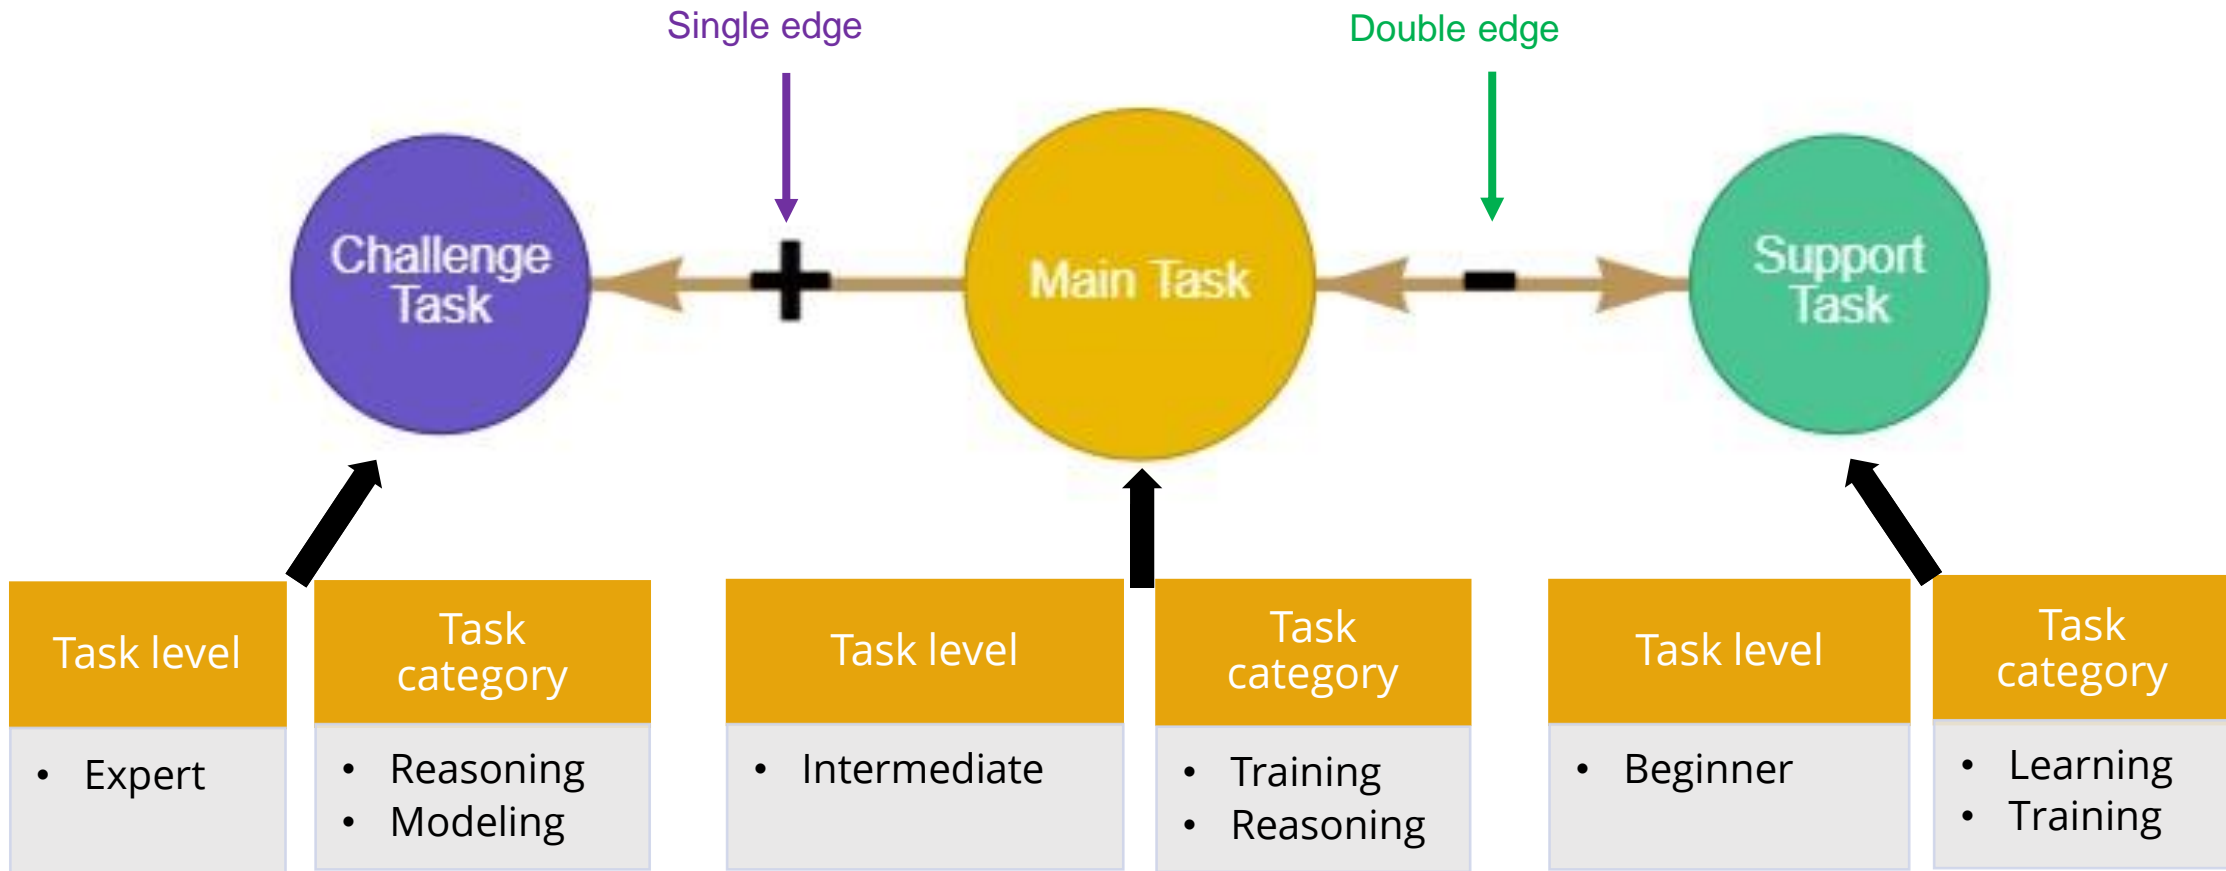 Single edge
Double edge
Challenge
Task
+
Main Task
-
Support
Task
Task level
Task
category
• Expert
• Reasoning
• Modeling
Task level
Task
category
• Intermediate
• Training
• Reasoning
Task level
Task
category
• Beginner
• Learning
• Training